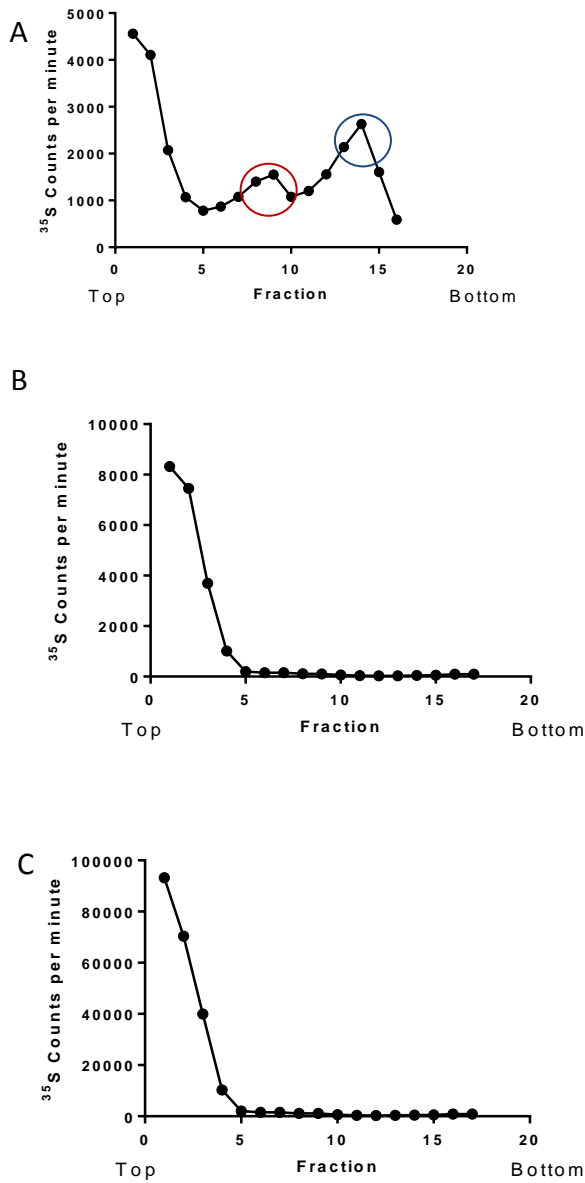 A
³⁵S Counts per minute
5000
4000
3000
2000
1000
0
0 5 10 15 20
Top Fraction Bottom
B
³⁵S Counts per minute
10000
8000
6000
4000
2000
0
0 5 10 15 20
Top Fraction Bottom
C
³⁵S Counts per minute
100000
80000
60000
40000
20000
0
0 5 10 15 20
Top Fraction Bottom